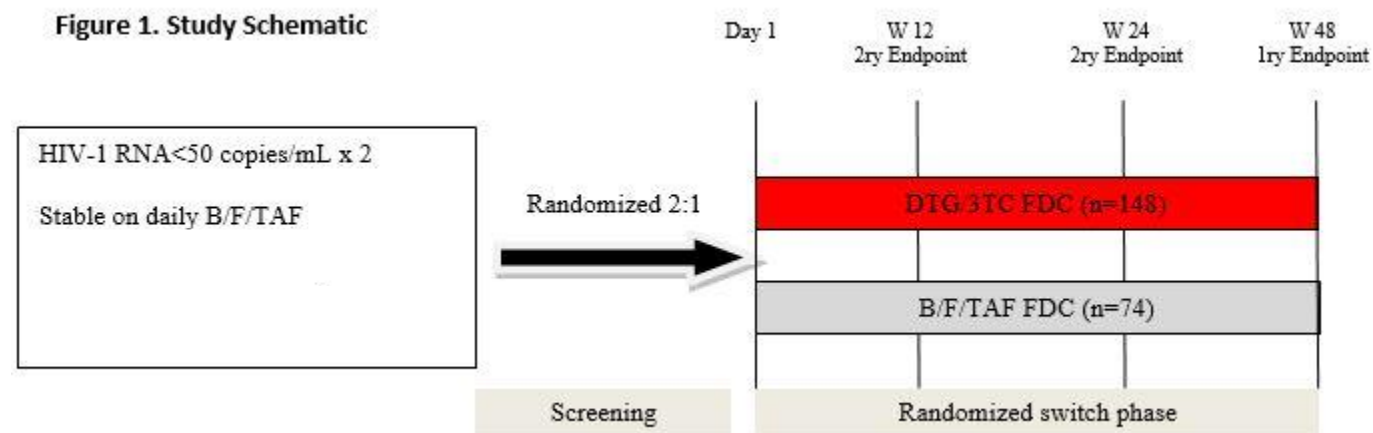 Figure 1. Study Schematic
Day 1
W 12
2ry Endpoint
W 24
2ry Endpoint
W 48
1ry Endpoint
HIV-1 RNA<50 copies/mL x 2
Stable on daily B/F/TAF
Randomized 2:1
DTG/3TC FDC (n=148)
B/F/TAF FDC (n=74)
Screening
Randomized switch phase